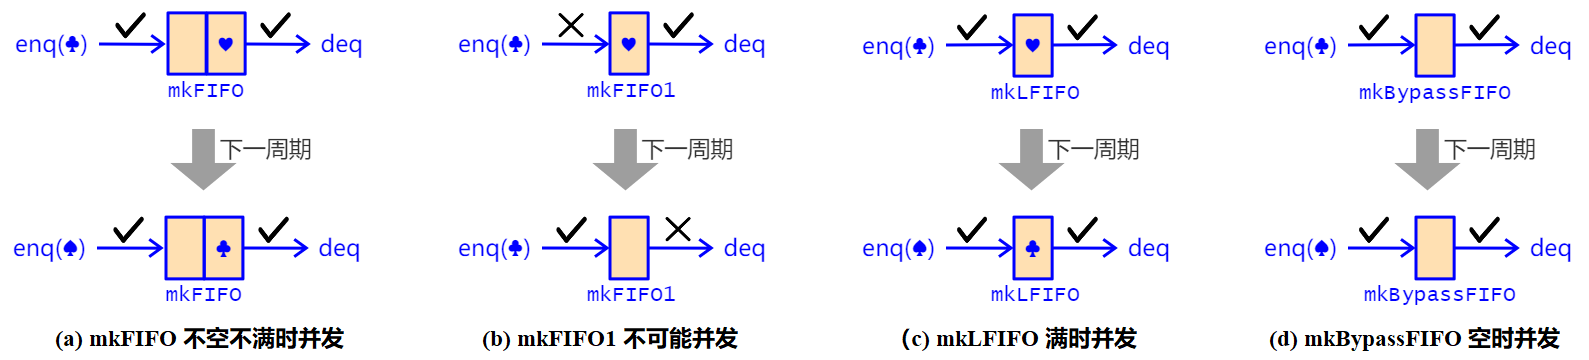 enq(♣) deq
mkFIFO
下一周期
enq(♠) deq
mkFIFO
(a) mkFIFO 不空不满时并发
enq(♣) deq
mkFIFO1
下一周期
enq(♣) deq
mkFIFO1
(b) mkFIFO1 不可能并发
enq(♣) deq
mkLFIFO
下一周期
enq(♠) deq
mkLFIFO
（c) mkLFIFO 满时并发
enq(♣) deq
mkBypassFIFO
下一周期
enq(♠) deq
mkBypassFIFO
(d) mkBypassFIFO 空时并发